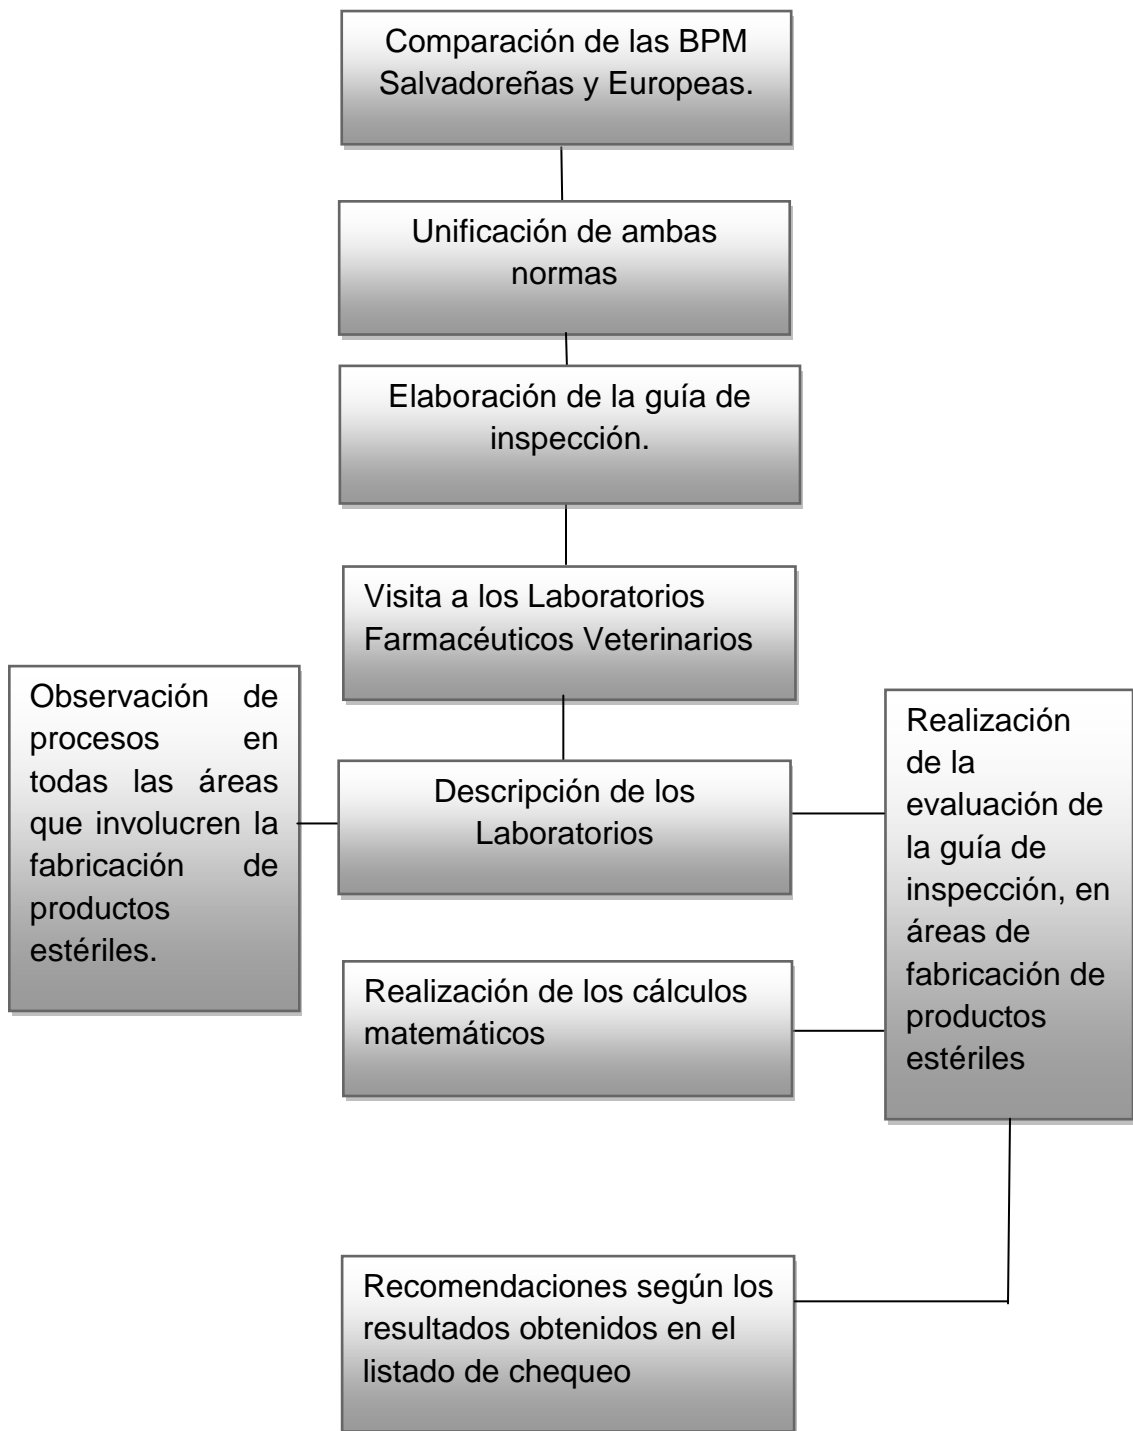 Comparación de las BPM
Salvadoreñas y Europeas.
Unificación de ambas
normas
Elaboración de la guía de
inspección.
Visita a los Laboratorios
Farmacéuticos Veterinarios
Observación de
procesos en
todas las áreas
que involucren la
fabricación de
productos
estériles.
Descripción de los
Laboratorios
Realización
de la
evaluación de
la guía de
inspección, en
áreas de
fabricación de
productos
estériles
Realización de los cálculos
matemáticos
Recomendaciones según los
resultados obtenidos en el
listado de chequeo